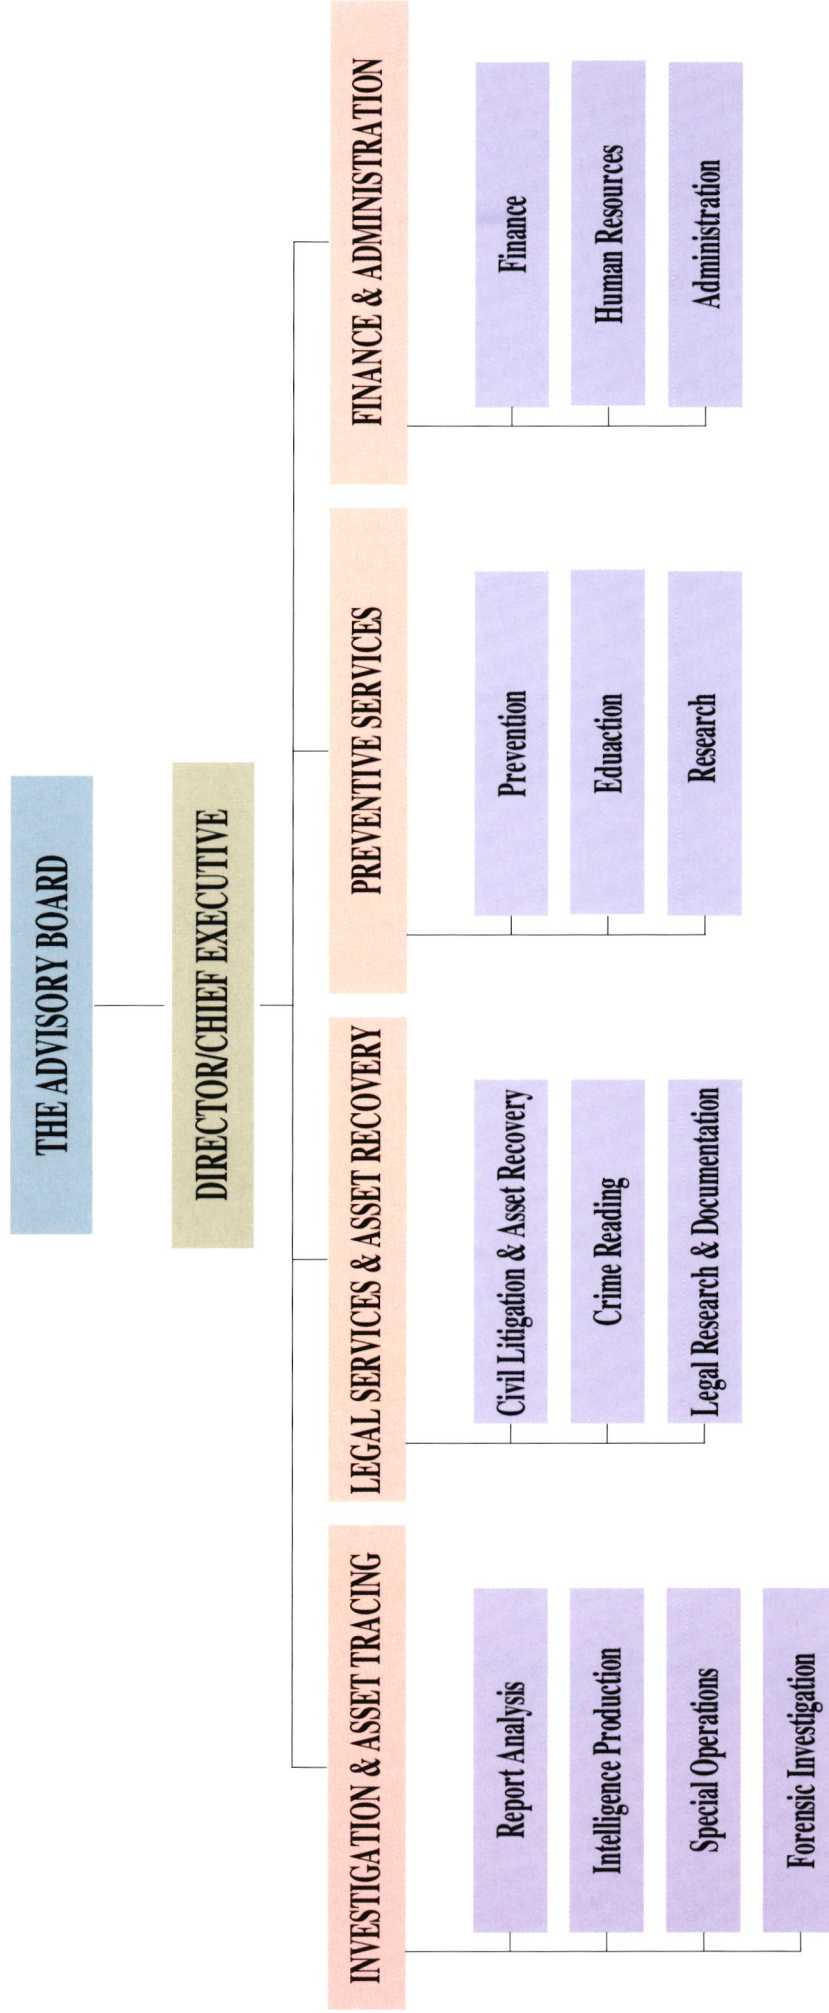 THE ADVISORY BOARD
DIRECTOR/CHIEF EXECUTIVE
INVESTIGATION & ASSET TRACING
Report Analysis
Intelligence Production
Special Operations
Forensic Investigation
LEGAL SERVICES & ASSET RECOVERY
Civil Litigation & Asset Recovery
Crime Reading
Legal Research & Documentation
PREVENTIVE SERVICES
Prevention
Eduaction
Research
FINANCE & ADMINISTRATION
Finance
Human Resources
Administration